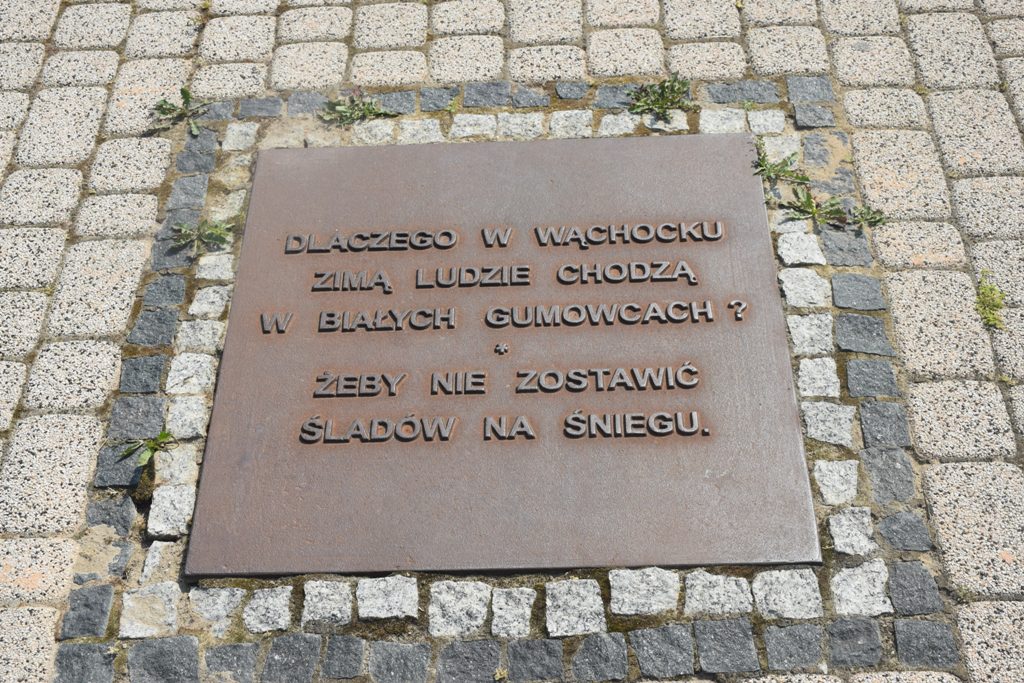 DLACZEGO W WĄCHOCKU
ZIMĄ LUDZIE CHODZĄ
W BIAŁYCH GUMOWCACH ?
*
ŻEBY NIE ZOSTAWIĆ
ŚLADÓW NA ŚNIEGU.